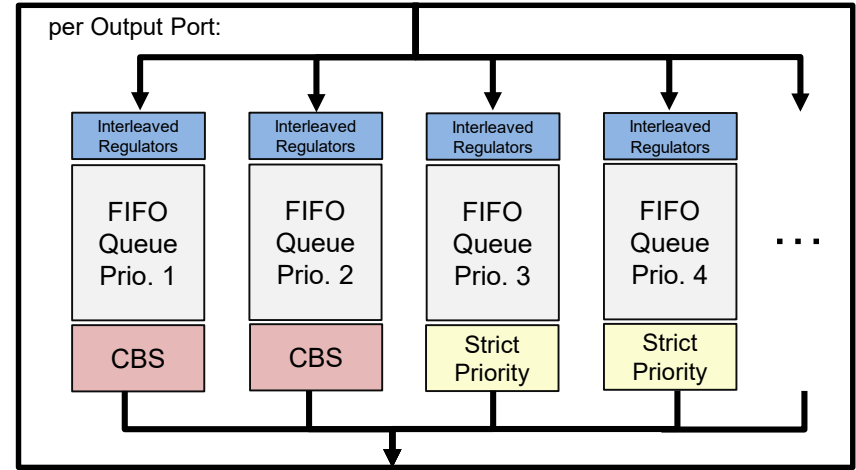 per Output Port:
Interleaved
Regulators
Interleaved
Regulators
Interleaved
Regulators
Interleaved
Regulators
FIFO
Queue
Prio. 1
FIFO
Queue
Prio. 2
FIFO
Queue
Prio. 3
FIFO
Queue
Prio. 4
...
CBS
CBS
Strict
Priority
Strict
Priority